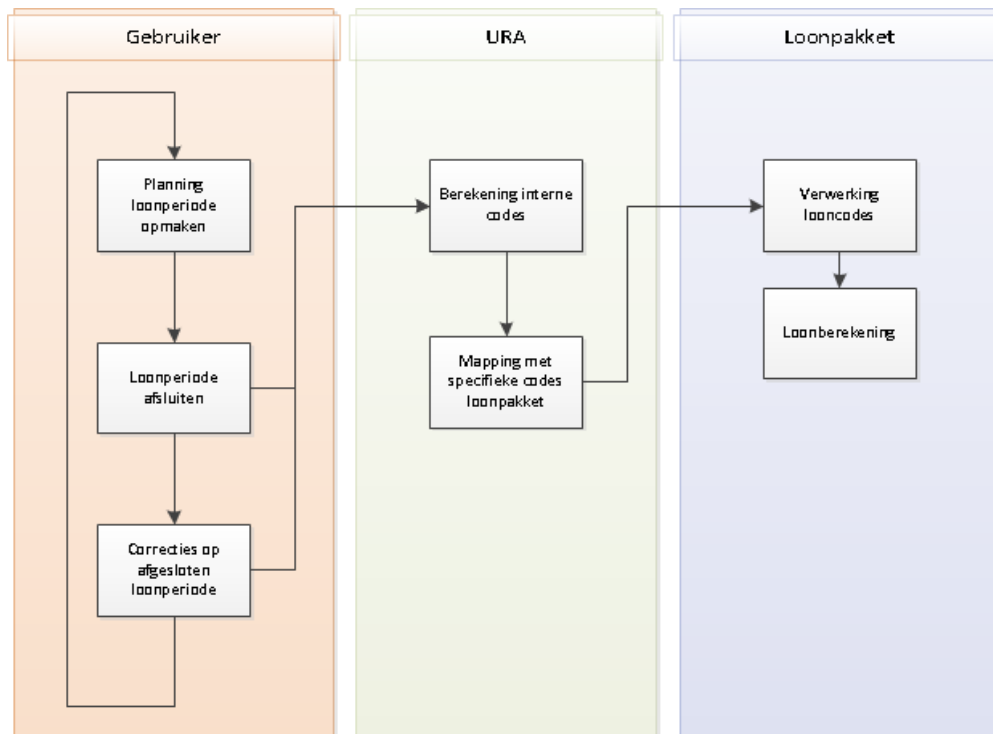 Gebruiker
URA
Loonpakket
Planning
loonperiode
opmaken
Loonperiode
afsluiten
Correcties op
afgesloten
loonperiode
Berekening interne
codes
Mapping met
specifieke codes
loonpakket
Verwerking
looncodes
Loonberekening